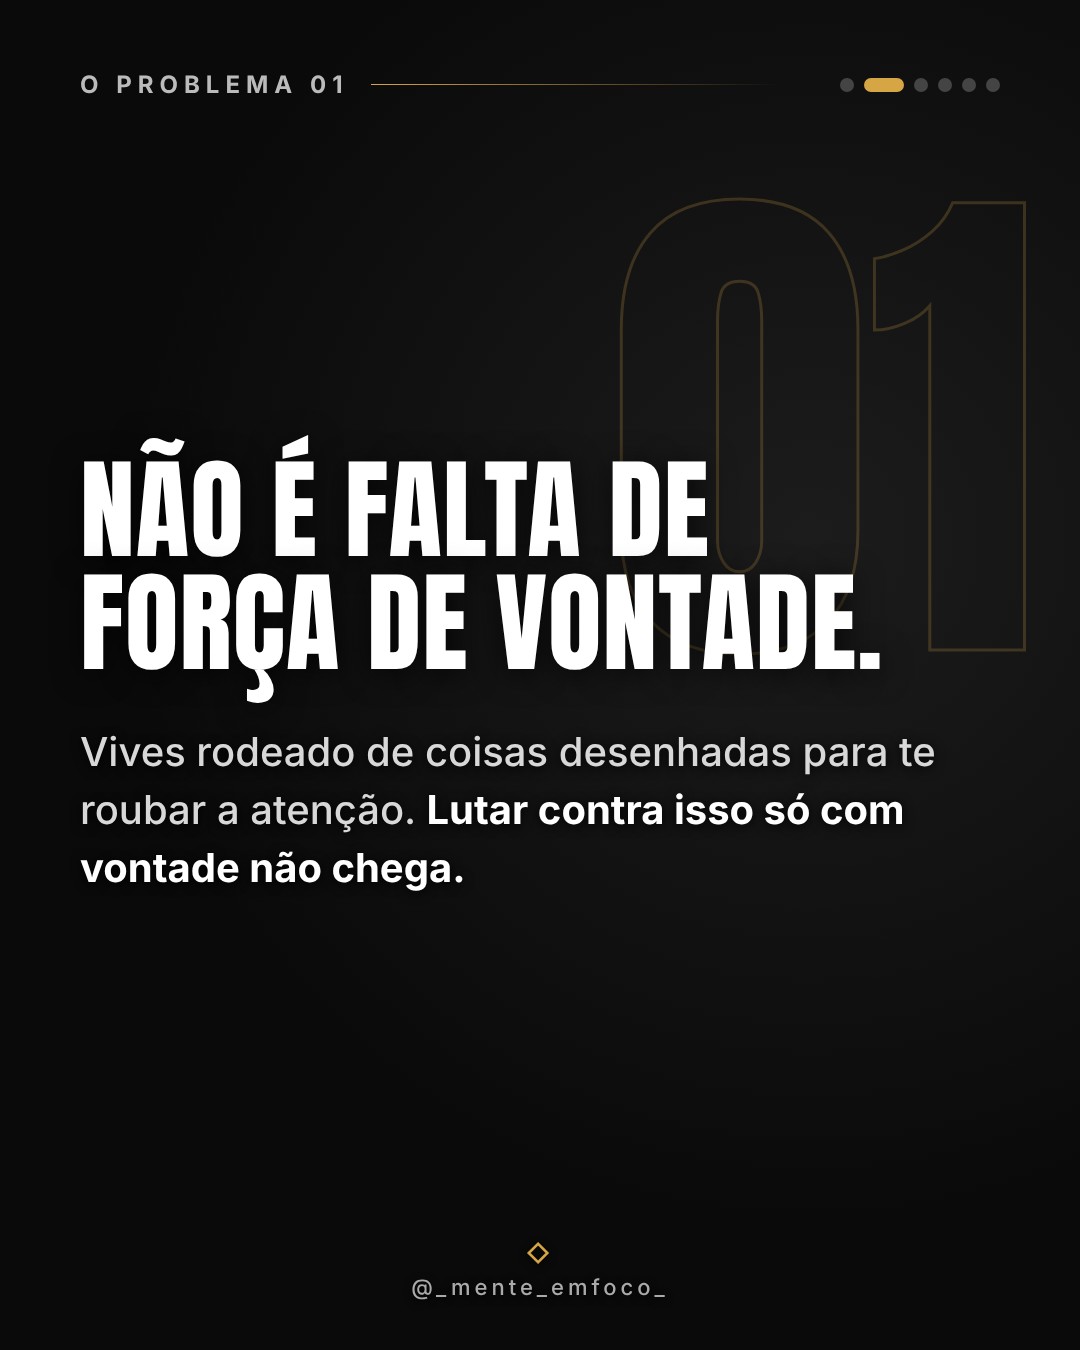 O PROBLEMA 01
01
NÃO É FALTA DE
FORÇA DE VONTADE.
Vives rodeado de coisas desenhadas para te
roubar a atenção. Lutar contra isso só com
vontade não chega.
@_mente_emfoco_